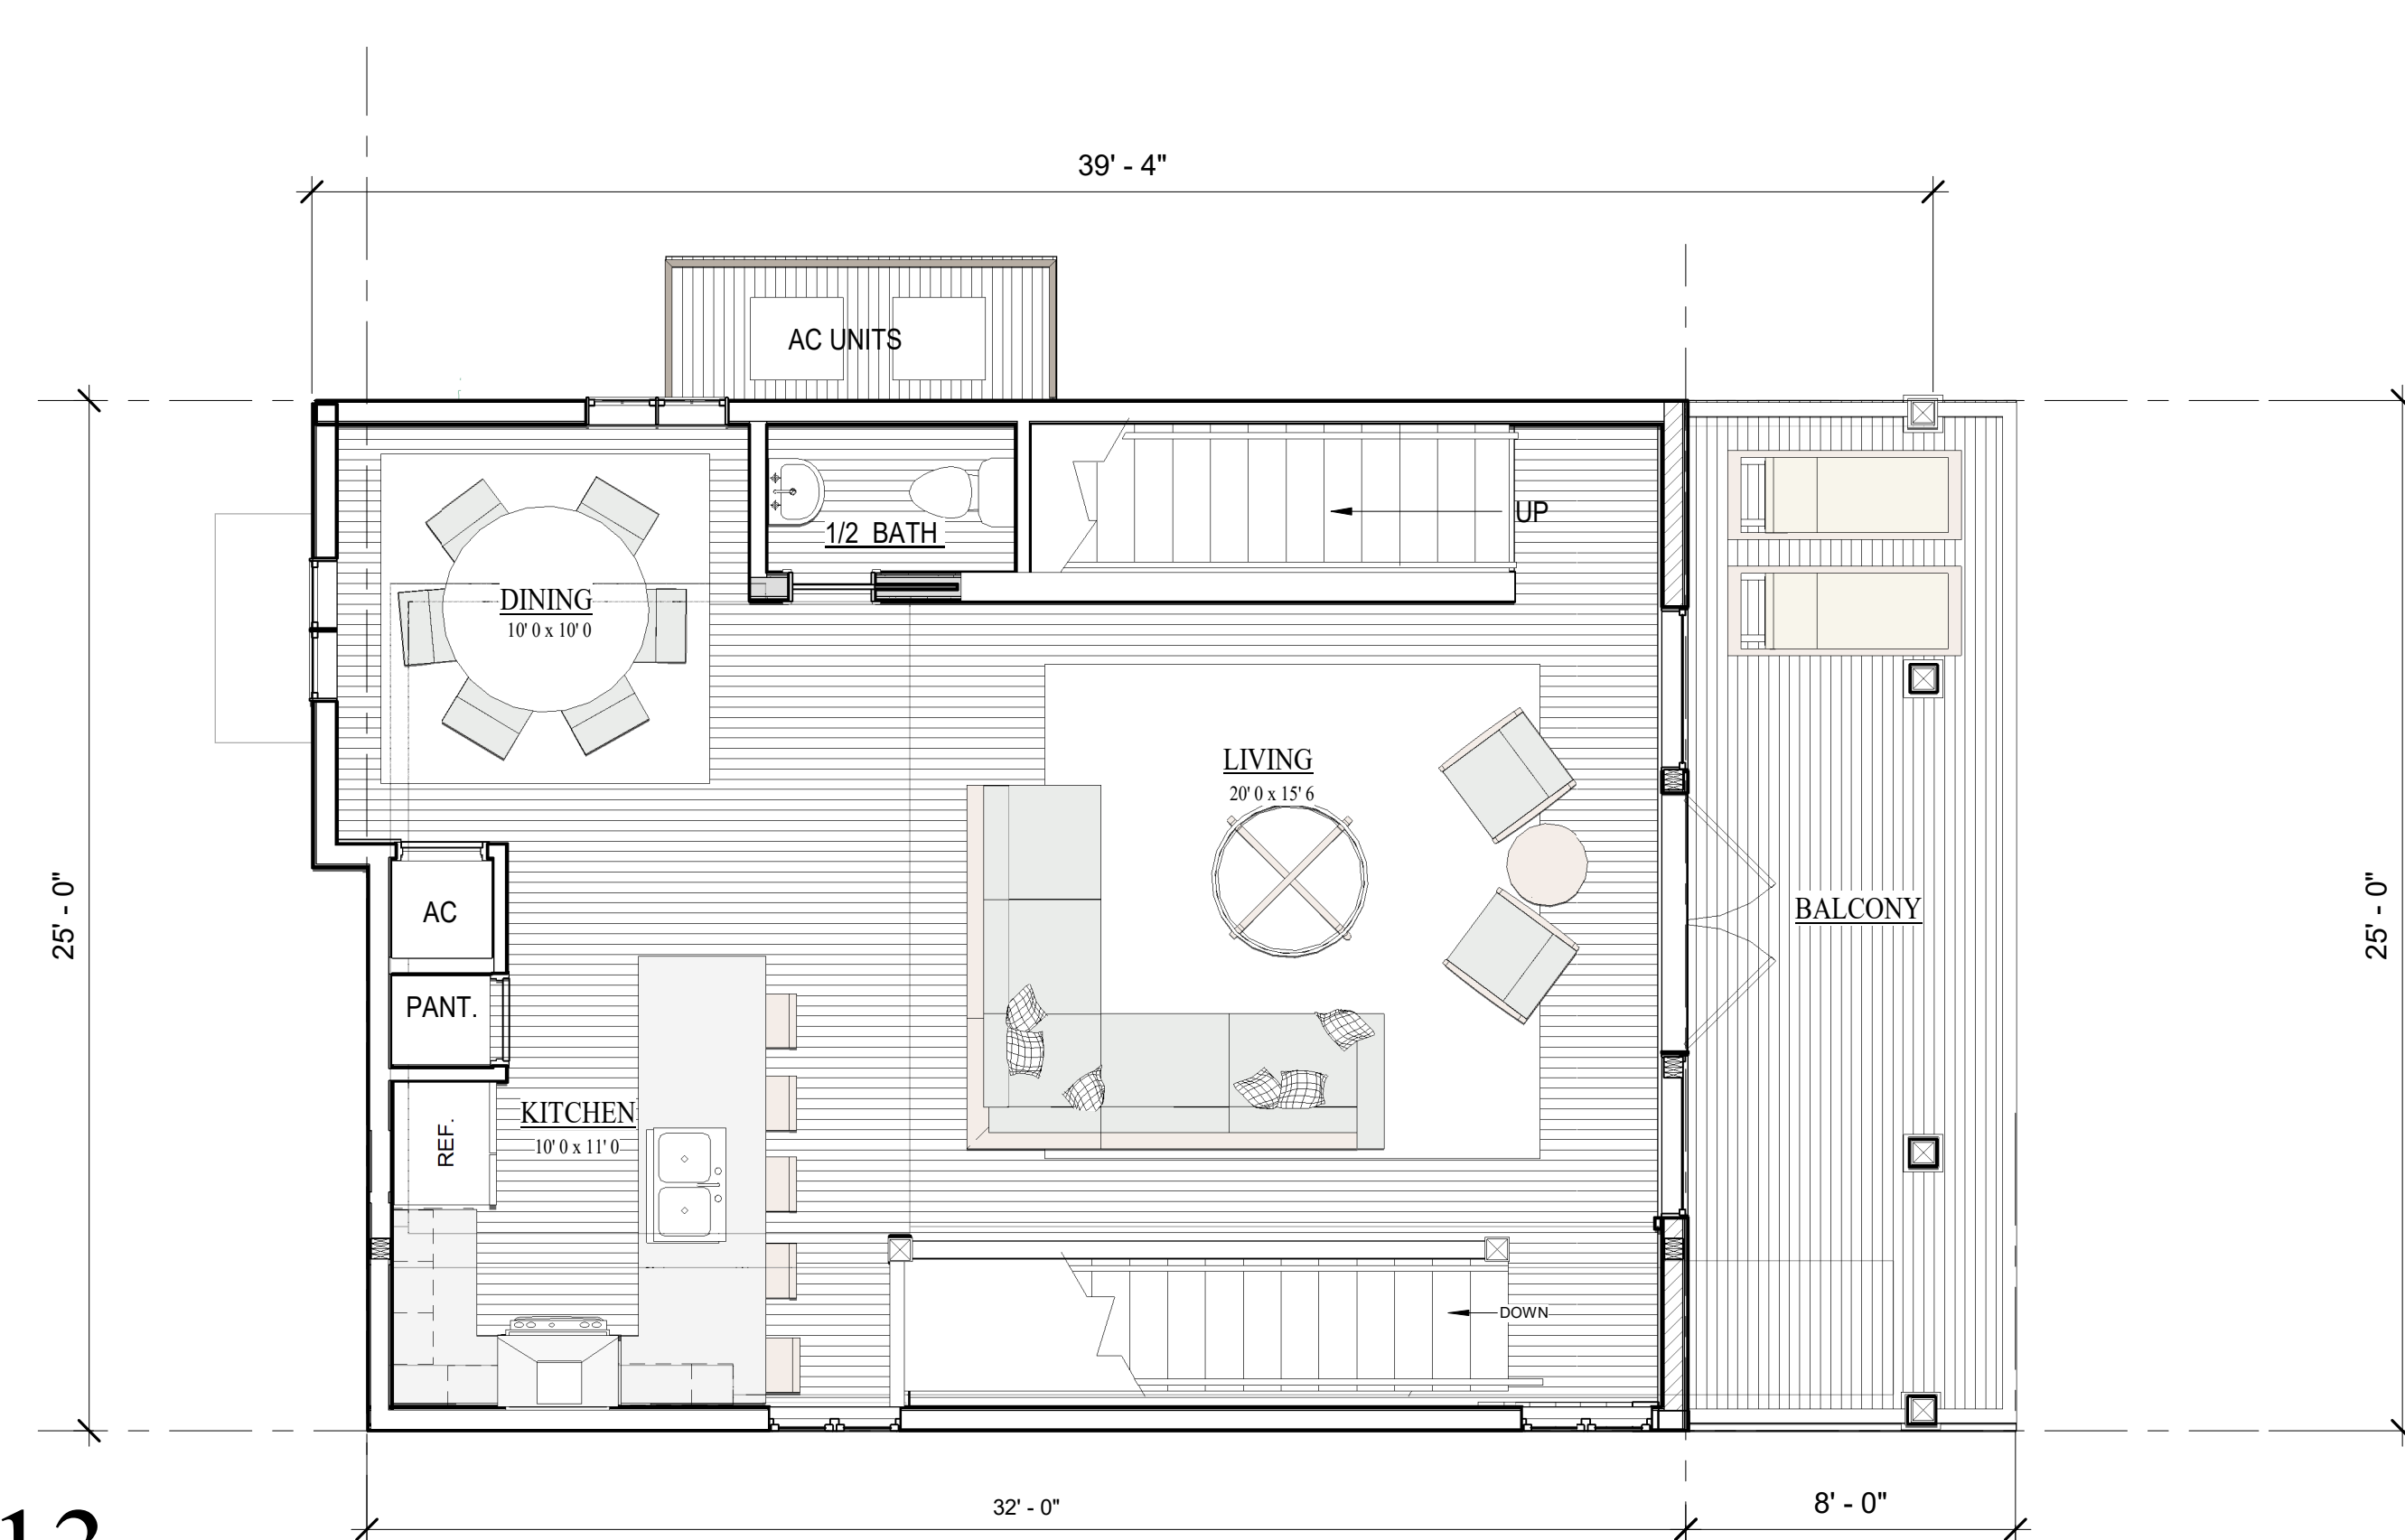 39' - 4"
AC UNITS
UP
1/2 BATH
DINING
10' 0 x 10' 0
LIVING
20' 0 x 15' 6
25' - 0"
AC
BALCONY
25' - 0"
PANT.
KITCHEN
10' 0 x 11' 0
REF.
DOWN
32' - 0"
8' - 0"